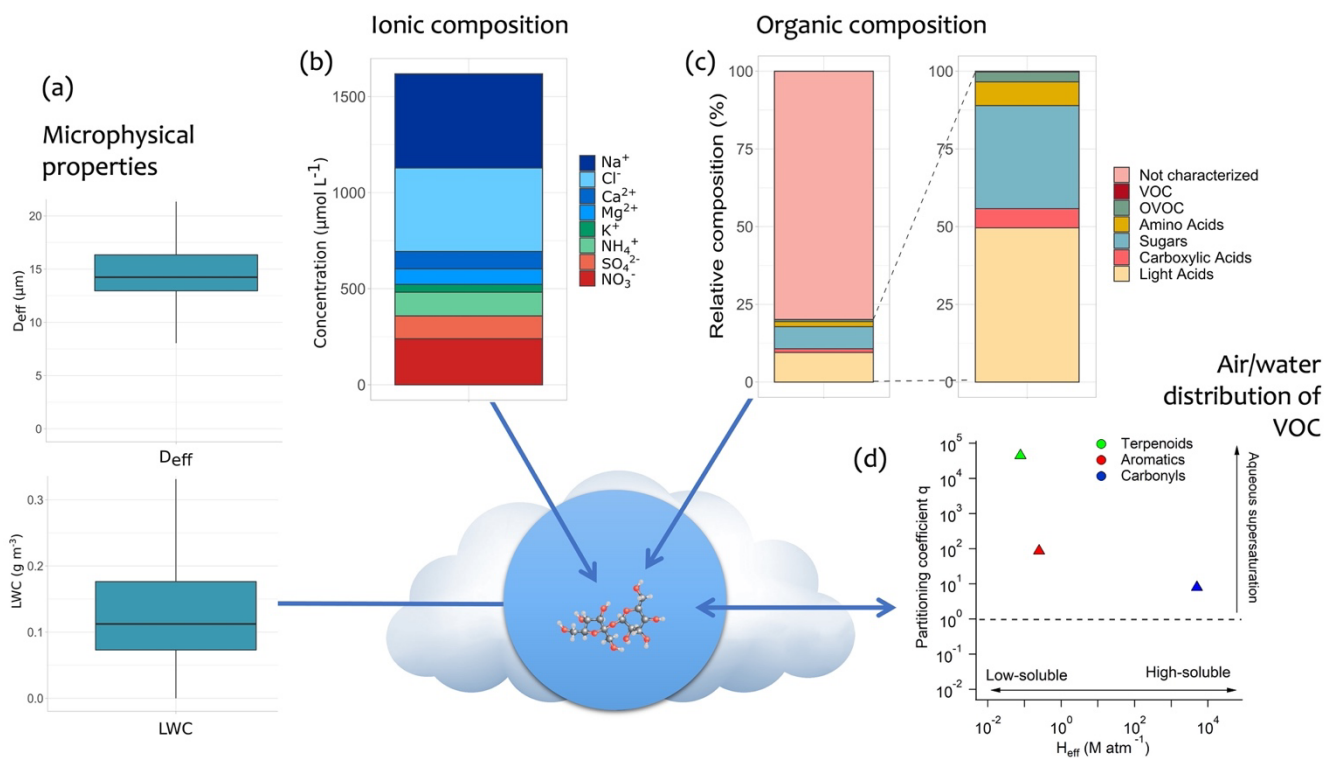 Ionic composition
Organic composition
(a)
Microphysical
properties
20
15
10
5
0
D_eff (µm)
D_eff
0.3
0.2
0.1
0.0
LWC (g m⁻³)
LWC
(b)
1500
1000
500
0
Concentration (µmol L⁻¹)
Na⁺
Cl⁻
Ca²⁺
Mg²⁺
K⁺
NH₄⁺
SO₄²⁻
NO₃⁻
(c)
100
75
50
25
0
Relative composition (%)
100
75
50
25
0
Not characterized
VOC
OVOC
Amino Acids
Sugars
Carboxylic Acids
Light Acids
Air/water
distribution of
VOC
(d)
Terpenoids
Aromatics
Carbonyls
10⁵
10⁴
10³
10²
10¹
10⁰
10⁻¹
10⁻²
Partitioning coefficient q
Aqueous supersaturation
Low-soluble
High-soluble
10⁻²
10⁰
10²
10⁴
H_eff (M atm⁻¹)